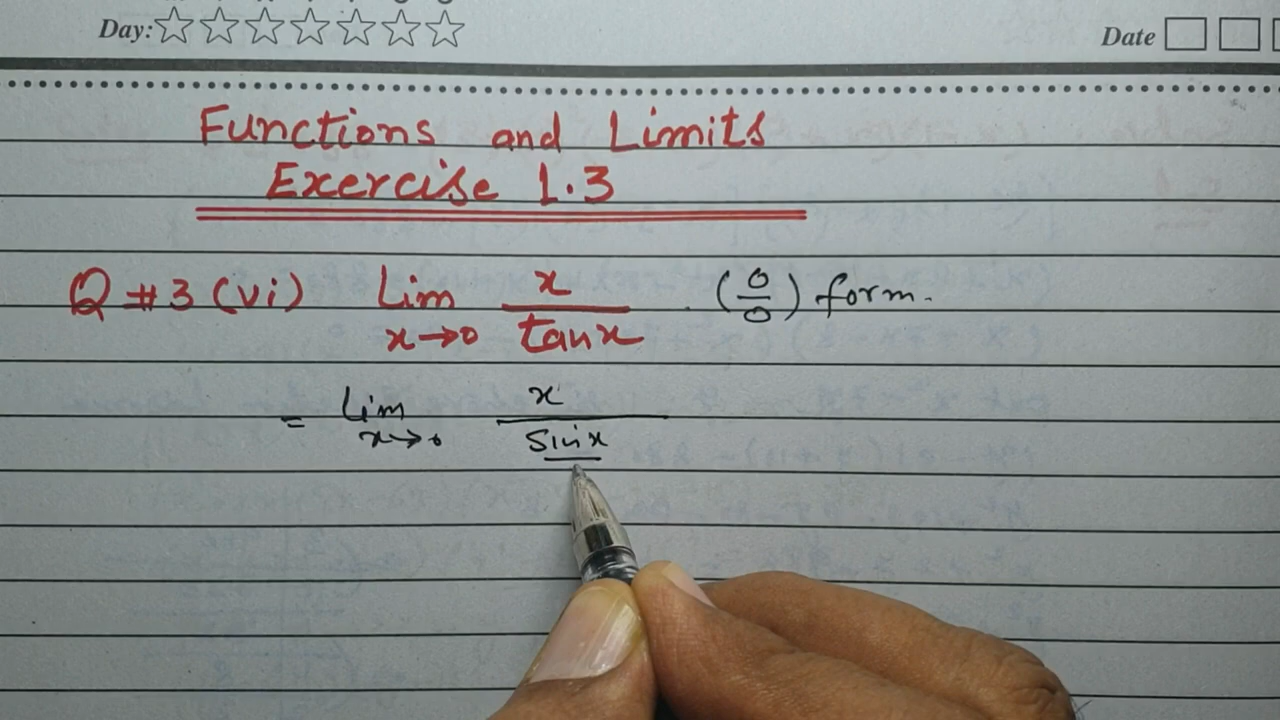 Day: Date
Functions and Limits
Exercise 1.3
Q #3 (vi) Lim x→0 x/tanx (0/0) form.
= Lim x→0 x/sinx